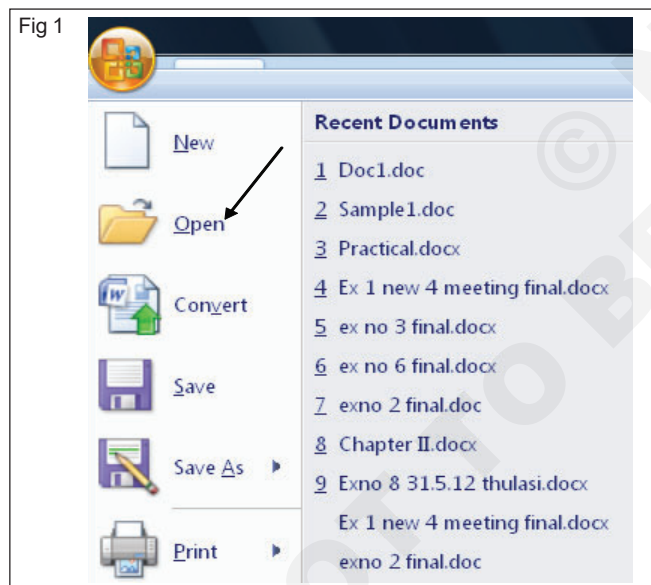 Fig 1
New
Open
Convert
Save
Save As
Print
Recent Documents
1 Doc1.doc
2 Sample1.doc
3 Practical.docx
4 Ex 1 new 4 meeting final.docx
5 ex no 3 final.docx
6 ex no 6 final.docx
7 exno 2 final.doc
8 Chapter II.docx
9 Exno 8 31.5.12 thulasi.docx
Ex 1 new 4 meeting final.docx
exno 2 final.doc
© 
OT TO B